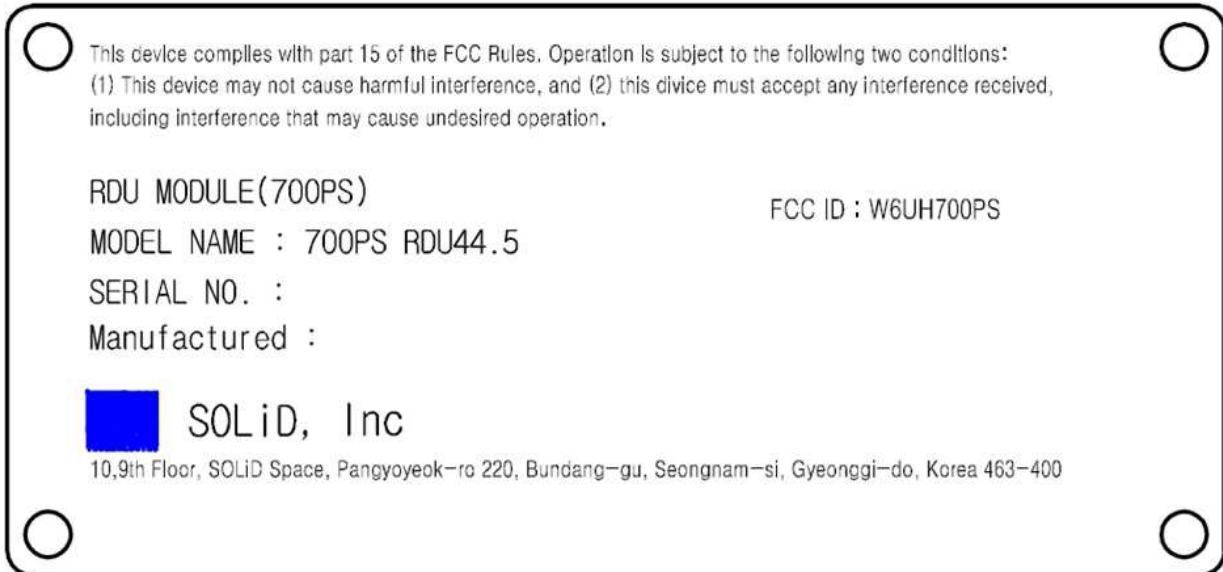 This device complies with part 15 of the FCC Rules. Operation is subject to the following two conditions:
(1) This device may not cause harmful interference, and (2) this divice must accept any interference received,
including interference that may cause undesired operation.
RDU MODULE(700PS)
FCC ID : W6UH700PS
MODEL NAME : 700PS RDU44.5
SERIAL NO. :
Manufactured :
SOLiD, Inc
10,9th Floor, SOLiD Space, Pangyoyeok-ro 220, Bundang-gu, Seongnam-si, Gyeonggi-do, Korea 463-400